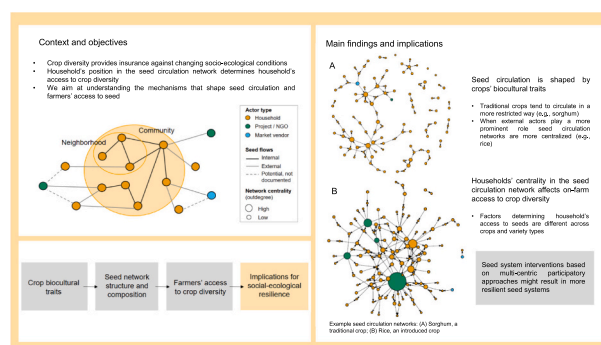 Context and objectives
• Crop diversity provides insurance against changing socio-ecological conditions
• Household's position in the seed circulation network determines household's
access to crop diversity
• We aim at understanding the mechanisms that shape seed circulation and
farmers' access to seed
Community
Neighborhood
Actor type
Household
Project / NGO
Market vendor
Seed flows
Internal
External
Potential, not
documented
Network centrality
(outdegree)
High
Low
Crop biocultural
traits
Seed network
structure and
composition
Farmers' access
to crop diversity
Implications for
social-ecological
resilience
Main findings and implications
A
Seed circulation is shaped
by crops' biocultural traits
• Traditional crops tend to circulate in a
more restricted way (e.g., sorghum)
• When external actors play a more
prominent role seed circulation
networks are more centralized (e.g.,
rice)
B
Households' centrality in the
seed circulation network affects on-farm
access to crop diversity
• Factors determining household's
access to seeds are different across
crops and variety types
Seed system interventions based
on multi-centric participatory
approaches might result in more
resilient seed systems
Example seed circulation networks: (A) Sorghum, a
traditional crop; (B) Rice, an introduced crop